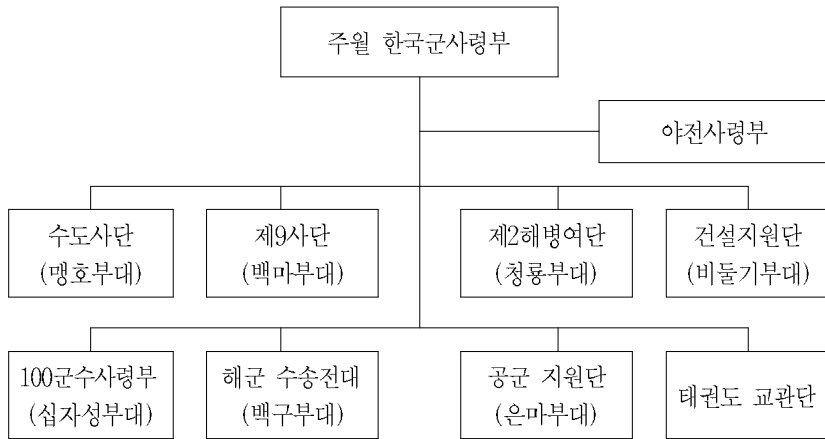 주월 한국군사령부
야전사령부
수도사단
(맹호부대)
제9사단
(백마부대)
제2해병여단
(청룡부대)
건설지원단
(비둘기부대)
100군수사령부
(십자성부대)
해군 수송전대
(백구부대)
공군 지원단
(은마부대)
태권도 교관단